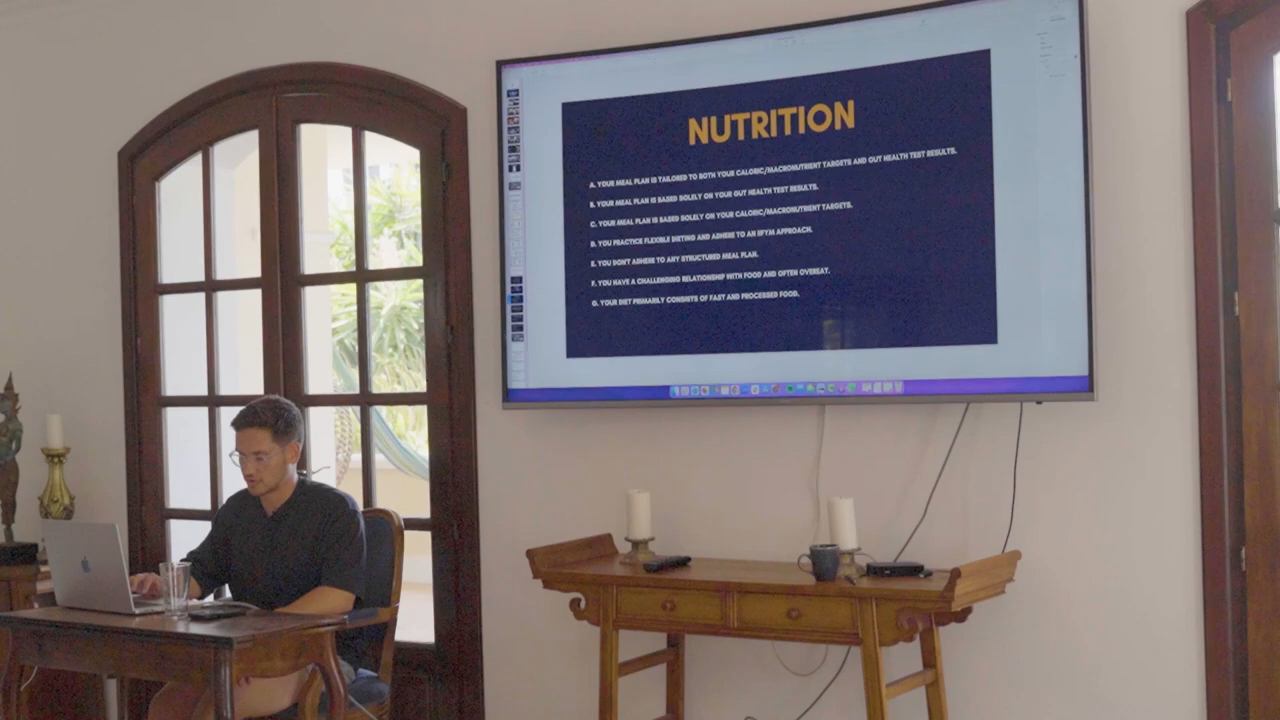 NUTRITION
A. YOUR MEAL PLAN IS TAILORED TO BOTH YOUR CALORIC/MACRONUTRIENT TARGETS AND GUT HEALTH TEST RESULTS.
B. YOUR MEAL PLAN IS BASED SOLELY ON YOUR GUT HEALTH TEST RESULTS.
C. YOUR MEAL PLAN IS BASED SOLELY ON YOUR CALORIC/MACRONUTRIENT TARGETS.
D. YOU PRACTICE FLEXIBLE DIETING AND ADHERE TO AN IIFYM APPROACH.
E. YOU DON'T ADHERE TO ANY STRUCTURED MEAL PLAN.
F. YOU HAVE A CHALLENGING RELATIONSHIP WITH FOOD AND OFTEN OVEREAT.
G. YOUR DIET PRIMARILY CONSISTS OF FAST AND PROCESSED FOOD.